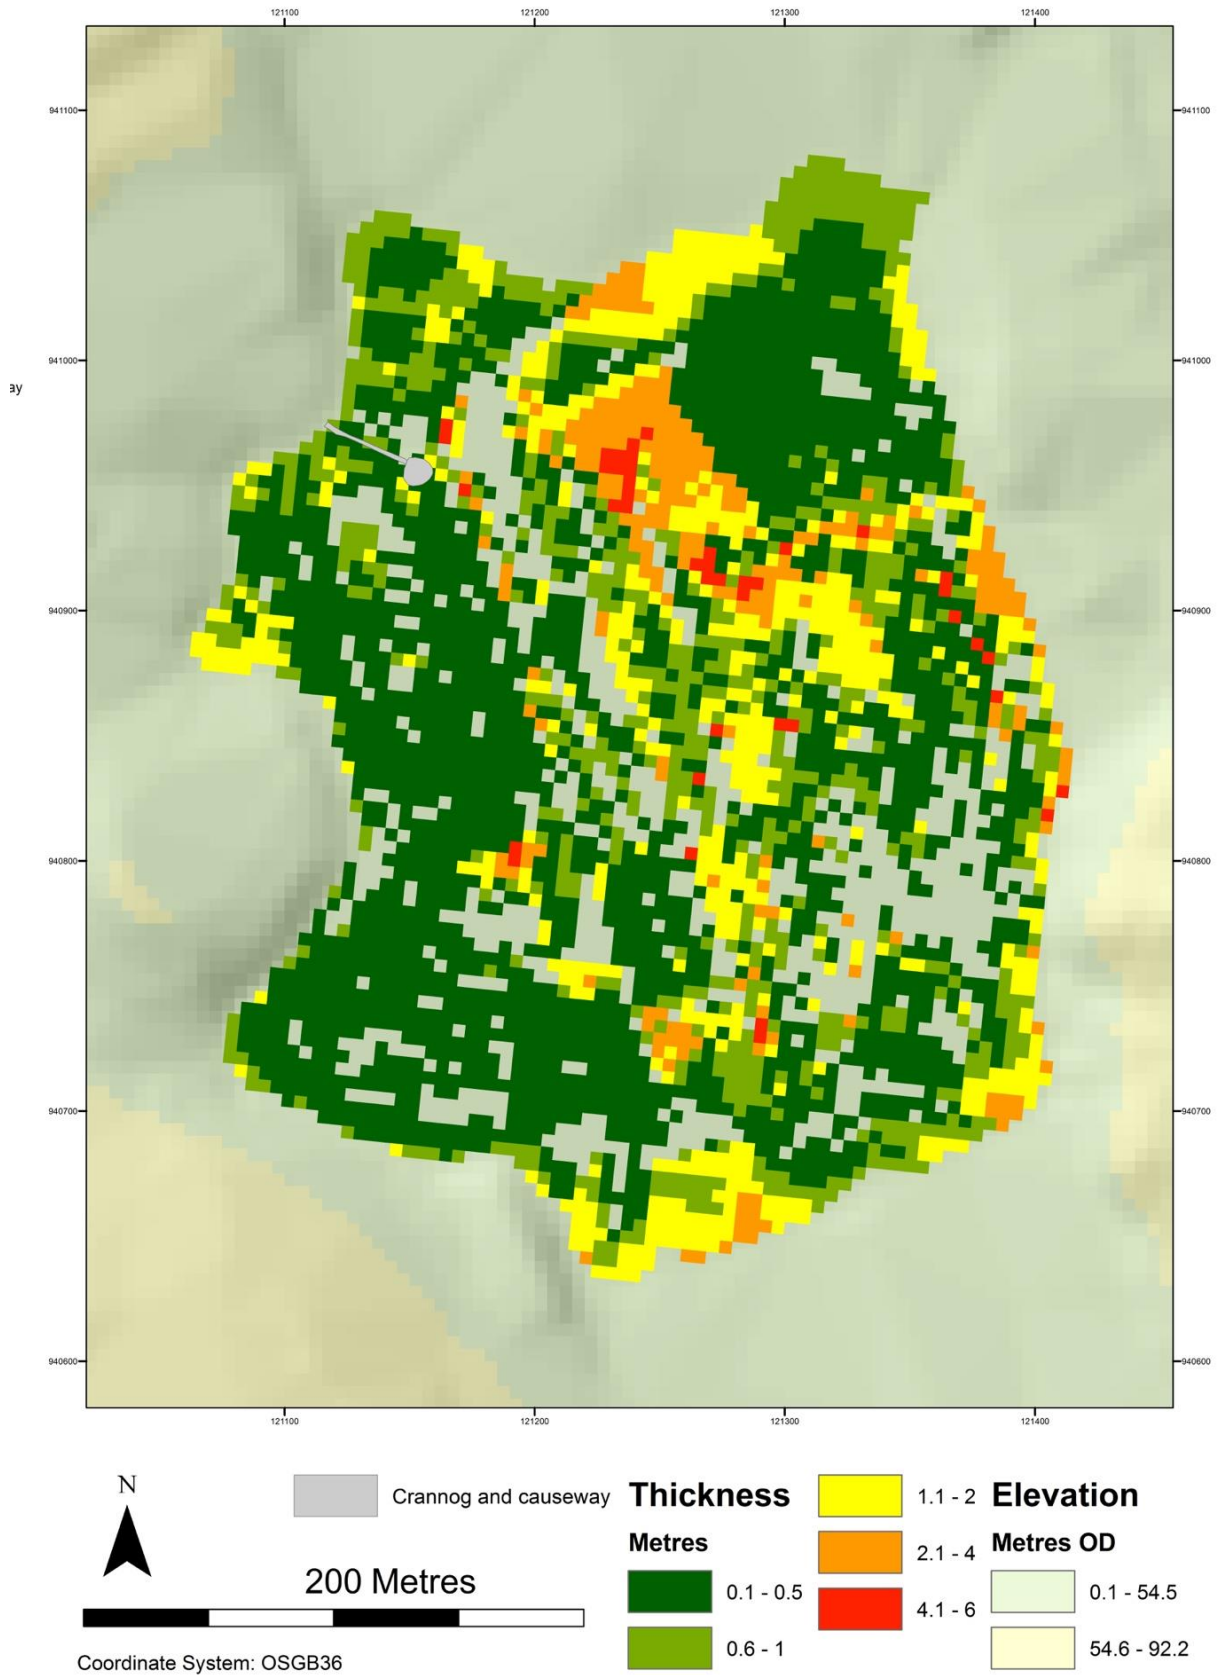 121100 121200 121300 121400
941100 941100
941000 941000
ay
940900 940900
940800 940800
940700 940700
940600 940600
121100 121200 121300 121400
N
Crannog and causeway
200 Metres
Coordinate System: OSGB36
Thickness
Metres
0.1 - 0.5
0.6 - 1
1.1 - 2
2.1 - 4
4.1 - 6
Elevation
Metres OD
0.1 - 54.5
54.6 - 92.2